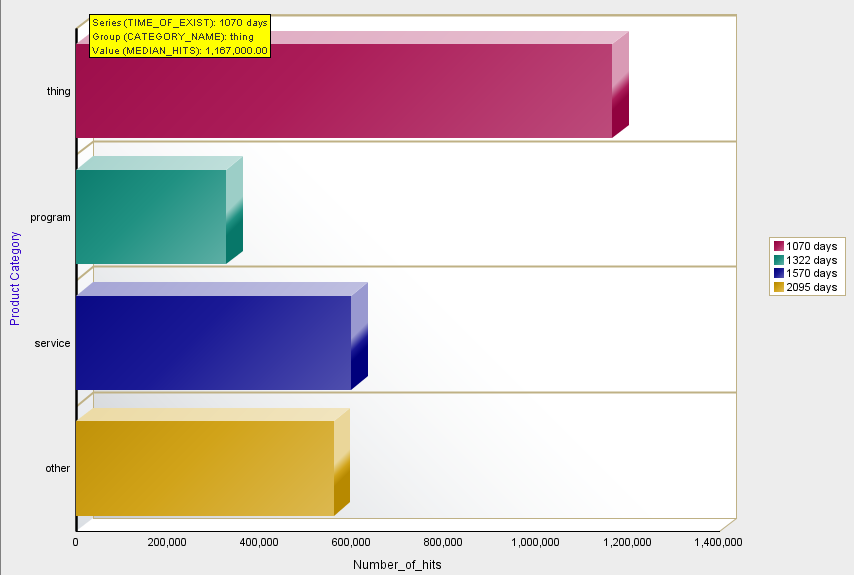 Series (TIME_OF_EXIST): 1070 days
Group (CATEGORY_NAME): thing
Value (MEDIAN_HITS): 1,167,000.00
thing
program
service
other
Product Category
0
200,000
400,000
600,000
800,000
1,000,000
1,200,000
1,400,000
Number_of_hits
1070 days
1322 days
1570 days
2095 days